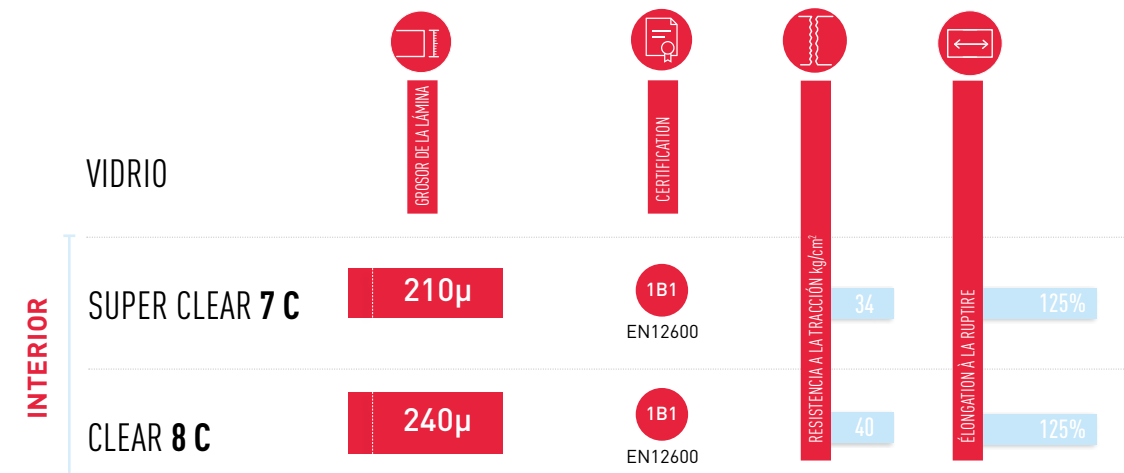 GROSOR DE LA LÁMINA
CERTIFICATION
RESISTENCIA A LA TRACCIÓN kg/cm²
ÉLONGATION À LA RUPTIRE
VIDRIO
INTERIOR
SUPER CLEAR 7 C
210µ
1B1
EN12600
34
125%
CLEAR 8 C
240µ
1B1
EN12600
40
125%